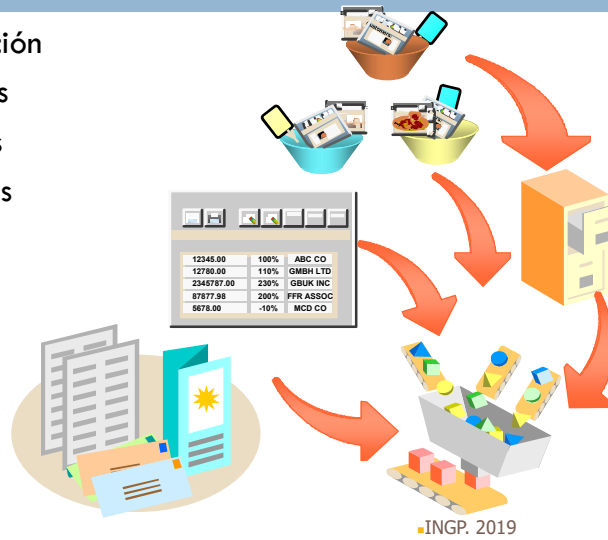 ción
s
s
s
12345.00 100% ABC CO
12780.00 110% GMBH LTD
2345787.00 230% GBUK INC
87877.98 200% FFR ASSOC
5678.00 -10% MCD CO
INGP. 2019